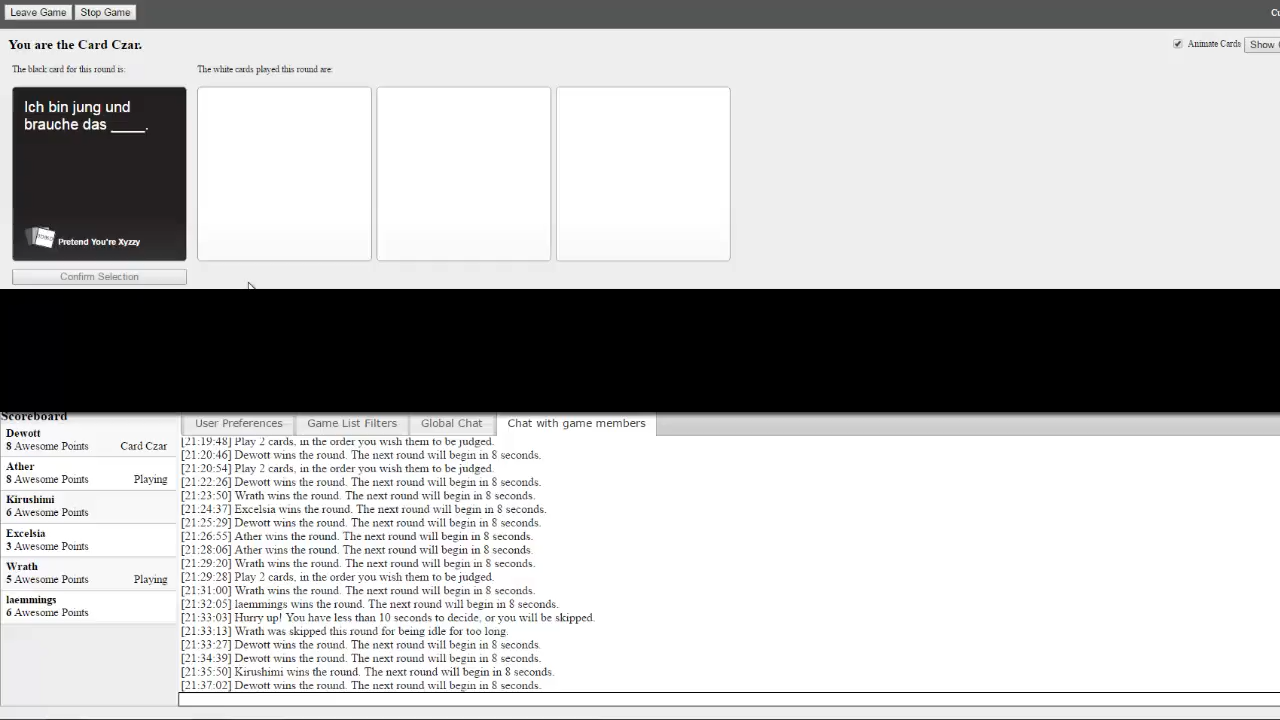 Leave Game Stop Game
You are the Card Czar.
Animate Cards Show
The black card for this round is:
The white cards played this round are:
Ich bin jung und
brauche das ____.
Pretend You're Xyzzy
Confirm Selection
Scoreboard
Dewott
8 Awesome Points Card Czar
Ather
8 Awesome Points Playing
Kirushimi
6 Awesome Points
Excelsia
3 Awesome Points
Wrath
5 Awesome Points Playing
laemmings
6 Awesome Points
User Preferences Game List Filters Global Chat Chat with game members
[21:19:48] Play 2 cards, in the order you wish them to be judged.
[21:20:46] Dewott wins the round. The next round will begin in 8 seconds.
[21:20:54] Play 2 cards, in the order you wish them to be judged.
[21:22:26] Dewott wins the round. The next round will begin in 8 seconds.
[21:23:50] Wrath wins the round. The next round will begin in 8 seconds.
[21:24:37] Excelsia wins the round. The next round will begin in 8 seconds.
[21:25:29] Dewott wins the round. The next round will begin in 8 seconds.
[21:26:55] Ather wins the round. The next round will begin in 8 seconds.
[21:28:06] Ather wins the round. The next round will begin in 8 seconds.
[21:29:20] Wrath wins the round. The next round will begin in 8 seconds.
[21:29:28] Play 2 cards, in the order you wish them to be judged.
[21:31:00] Wrath wins the round. The next round will begin in 8 seconds.
[21:32:05] laemmings wins the round. The next round will begin in 8 seconds.
[21:33:03] Hurry up! You have less than 10 seconds to decide, or you will be skipped.
[21:33:13] Wrath was skipped this round for being idle for too long.
[21:33:27] Dewott wins the round. The next round will begin in 8 seconds.
[21:34:39] Dewott wins the round. The next round will begin in 8 seconds.
[21:35:50] Kirushimi wins the round. The next round will begin in 8 seconds.
[21:37:02] Dewott wins the round. The next round will begin in 8 seconds.